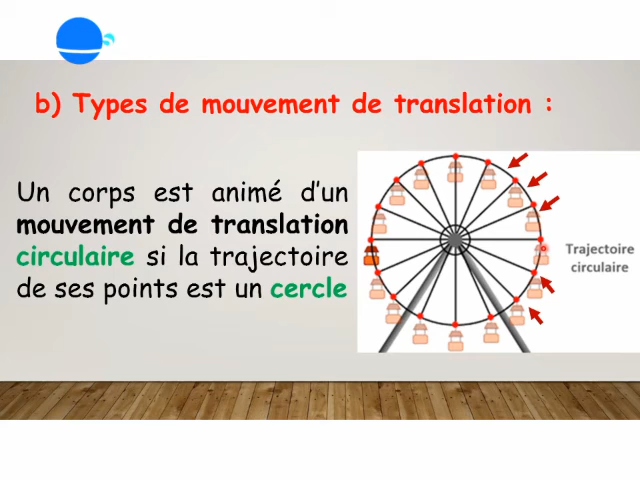 b) Types de mouvement de translation :
Un corps est animé d'un
mouvement de translation
circulaire si la trajectoire
de ses points est un cercle
Trajectoire
circulaire